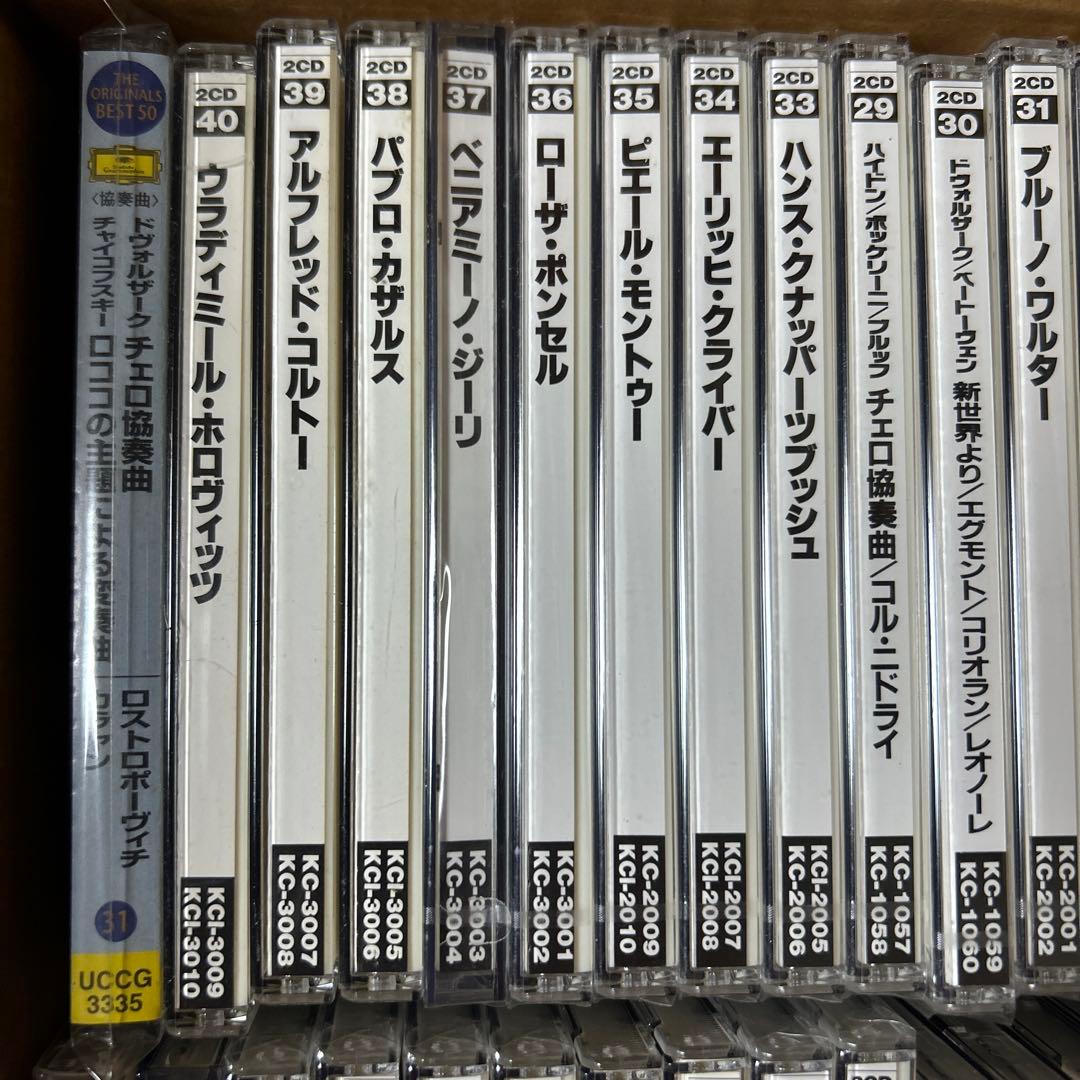 THE
ORIGINALS
BEST 50
Deutsche
Grammophon
〈協奏曲〉
ドヴォルザーク チェロ協奏曲
チャイコフスキー ロココの主題による変奏曲
ロストロポーヴィチ
カラヤン
31
UCCG
3335
2CD
40
ウラディミール・ホロヴィッツ
KCI-3009
KCI-3010
2CD
39
アルフレッド・コルトー
KC-3007
KC-3008
2CD
38
パブロ・カザルス
KCI-3005
KCI-3006
2CD
37
ベニアミーノ・ジーリ
KC-3003
KC-3004
2CD
36
ローザ・ポンセル
KC-3001
KC-3002
2CD
35
ピエール・モントゥー
KC-2009
KCI-2010
2CD
34
エーリッヒ・クライバー
KCI-2007
KCI-2008
2CD
33
ハンス・クナッパーツブッシュ
KCI-2005
KC-2006
2CD
29
ハイドン/ボッケリーニ/ブルッフ チェロ協奏曲/コル・ニドライ
KC-1057
KC-1058
2CD
30
ドヴォルザーク/ベートーヴェン 新世界より/エグモント/コリオラン/レオノーレ
KC-1059
KC-1060
2CD
31
ブルーノ・ワルター
KC-2001
KC-2002